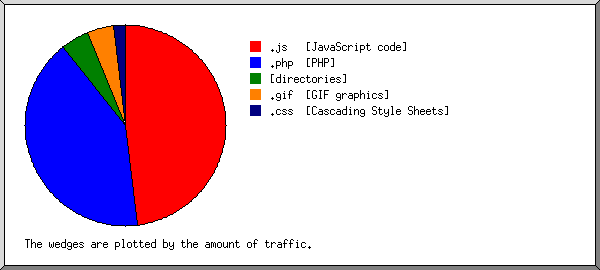 .js [JavaScript code]
.php [PHP]
[directories]
.gif [GIF graphics]
.css [Cascading Style Sheets]
The wedges are plotted by the amount of traffic.